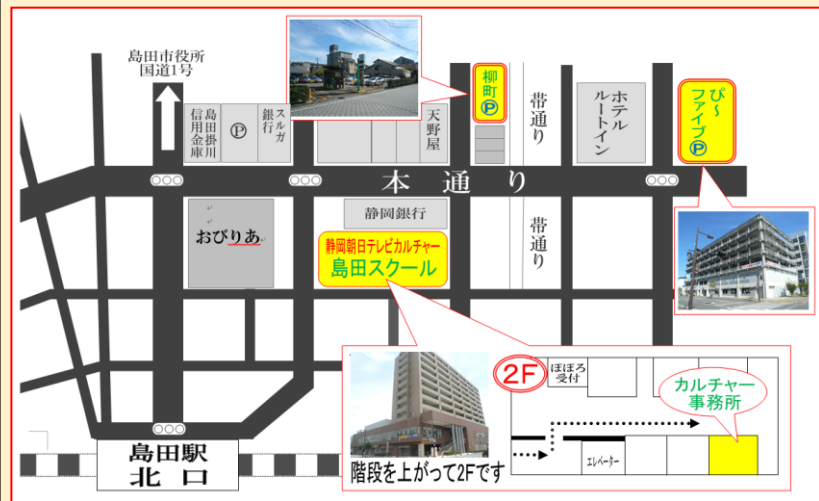 島田市役所
国道1号
島田掛川
信用金庫
Ⓟ
スルガ
銀行
天野屋
柳町
Ⓟ
帯通り
ホテル
ルートイン
ぴ～
ファイブ
Ⓟ
本通り
おびりあ
静岡銀行
静岡朝日テレビカルチャー
島田スクール
帯通り
2F
ぽぽろ
受付
カルチャー
事務所
エレベーター
階段を上がって2Fです
島田駅
北口